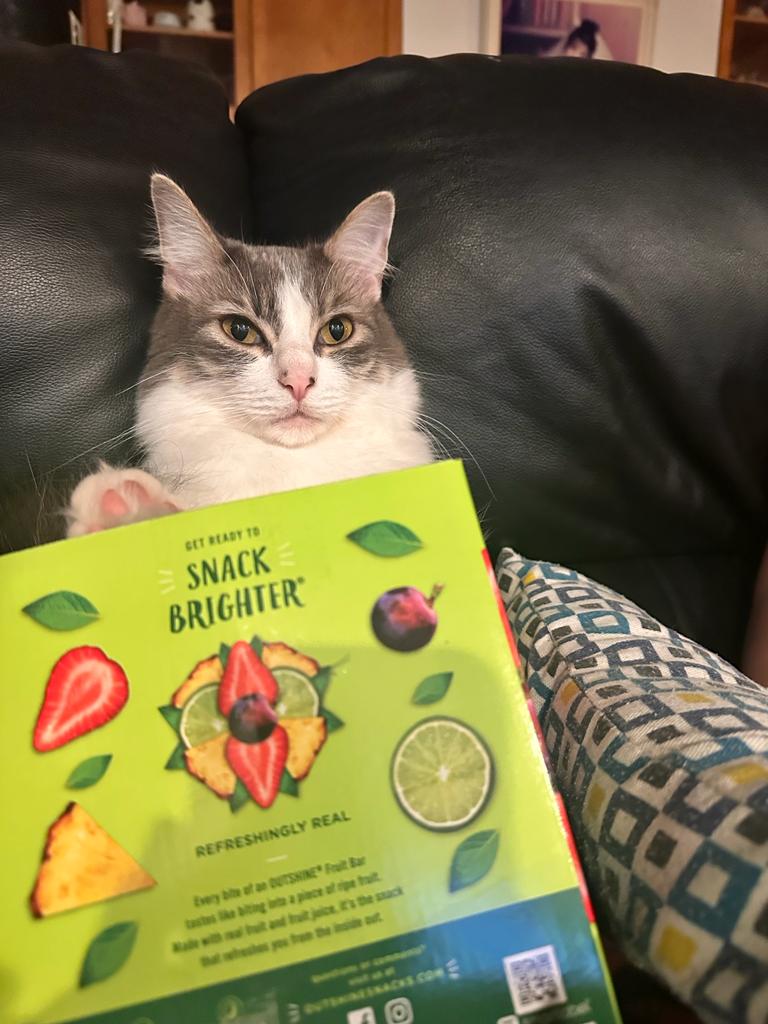 GET READY TO
SNACK
BRIGHTER®
REFRESHINGLY REAL
Every bite of an OUTSHINE® Fruit Bar
tastes like biting into a piece of ripe fruit.
Made with real fruit and fruit juice, it's the snack
that refreshes you from the inside out.
Questions or comments?
visit us at
OUTSHINESNACKS.COM